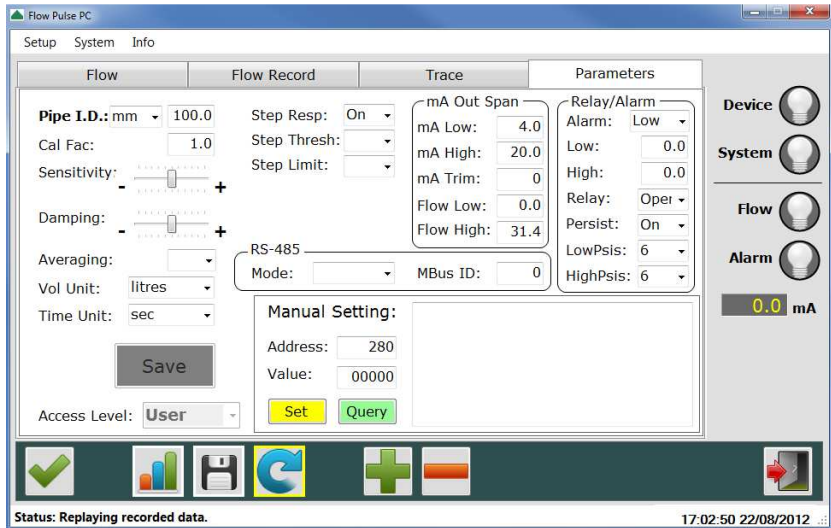 Flow Pulse PC
Setup System Info
Flow Flow Record Trace Parameters
Pipe I.D.: mm 100.0
Cal Fac: 1.0
Sensitivity:
- +
Damping:
- +
Averaging:
Vol Unit: litres
Time Unit: sec
Save
Access Level: User
Step Resp: On
Step Thresh:
Step Limit:
mA Out Span
mA Low: 4.0
mA High: 20.0
mA Trim: 0
Flow Low: 0.0
Flow High: 31.4
Relay/Alarm
Alarm: Low
Low: 0.0
High: 0.0
Relay: Oper
Persist: On
LowPsis: 6
HighPsis: 6
RS-485
Mode: MBus ID: 0
Manual Setting:
Address: 280
Value: 00000
Set Query
Device
System
Flow
Alarm
0.0 mA
Status: Replaying recorded data. 17:02:50 22/08/2012